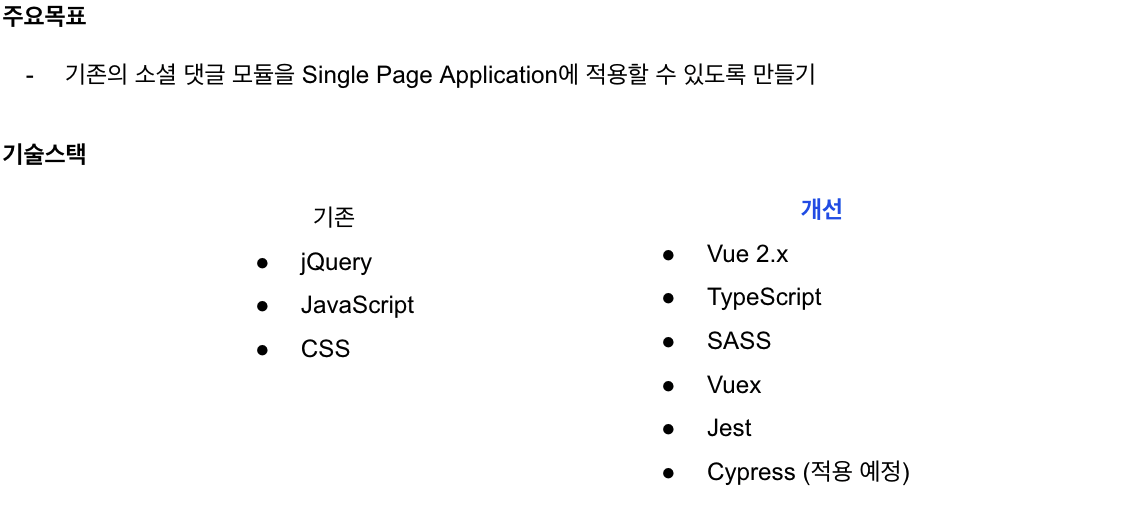 주요목표
- 기존의 소셜 댓글 모듈을 Single Page Application에 적용할 수 있도록 만들기
기술스택
기존
● jQuery
● JavaScript
● CSS
개선
● Vue 2.x
● TypeScript
● SASS
● Vuex
● Jest
● Cypress (적용 예정)